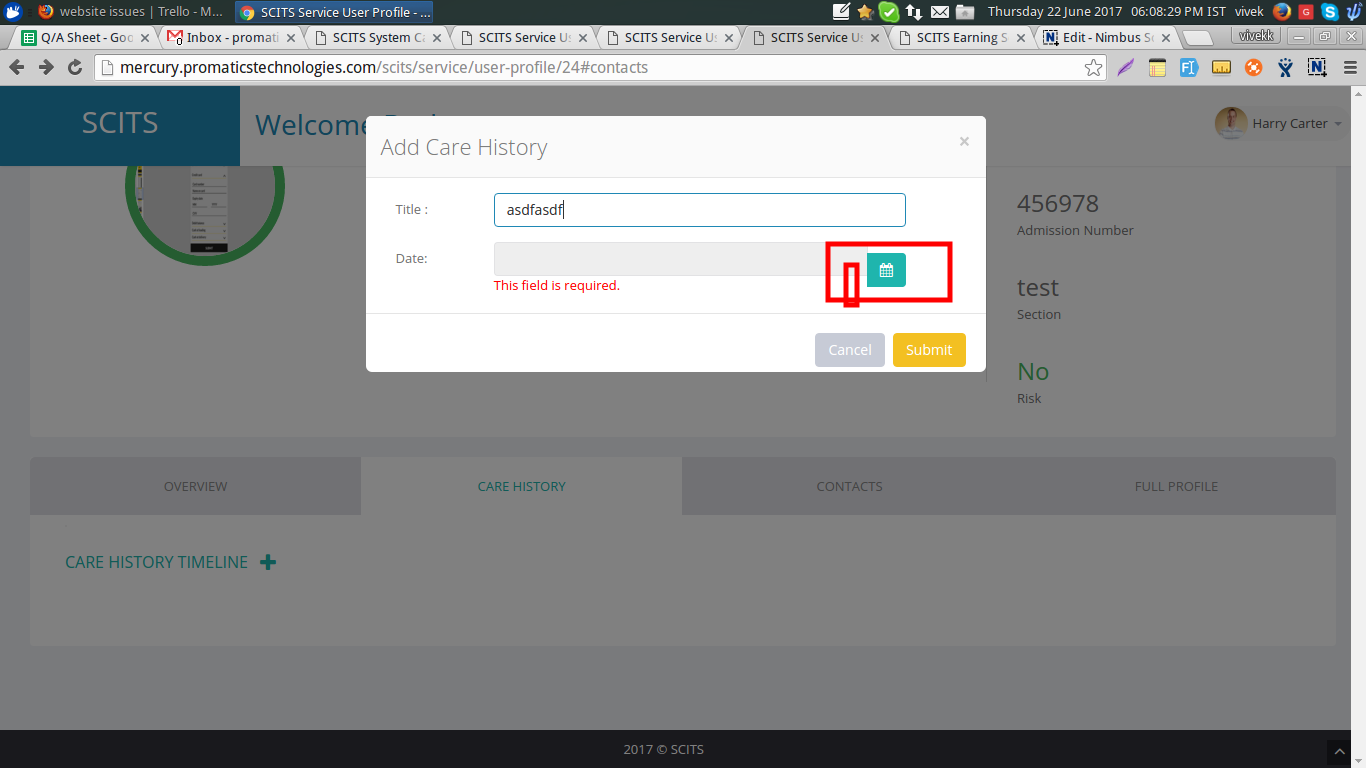 website issues | Trello - M...
SCITS Service User Profile - ...
Thursday 22 June 2017 06:08:29 PM IST vivek
Q/A Sheet - Goo
Inbox - promati
SCITS System Ca
SCITS Service Us
SCITS Service Us
SCITS Service Us
SCITS Earning S
Edit - Nimbus Sc
vivekk
mercury.promaticstechnologies.com/scits/service/user-profile/24#contacts
SCITS
Welcome
Harry Carter
Add Care History
×
Title :
asdfasdf
Date:
This field is required.
Cancel
Submit
456978
Admission Number
test
Section
No
Risk
OVERVIEW
CARE HISTORY
CONTACTS
FULL PROFILE
CARE HISTORY TIMELINE
2017 © SCITS